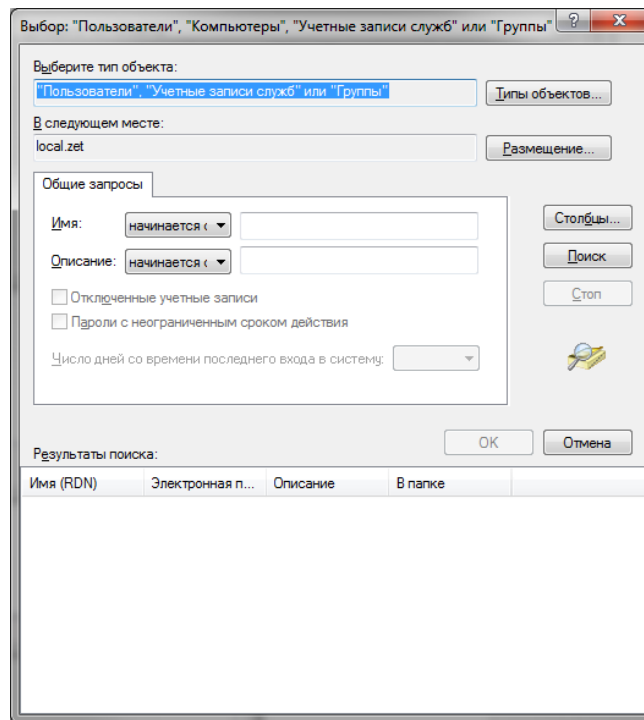 Выбор: "Пользователи", "Компьютеры", "Учетные записи служб" или "Группы"
Выберите тип объекта:
"Пользователи", "Учетные записи служб" или "Группы"
Типы объектов...
В следующем месте:
local.zet
Размещение...
Общие запросы
Имя:
начинается с
Столбцы...
Описание:
начинается с
Поиск
Отключенные учетные записи
Стоп
Пароли с неограниченным сроком действия
Число дней со времени последнего входа в систему:
OK
Отмена
Результаты поиска:
Имя (RDN) Электронная п... Описание В папке